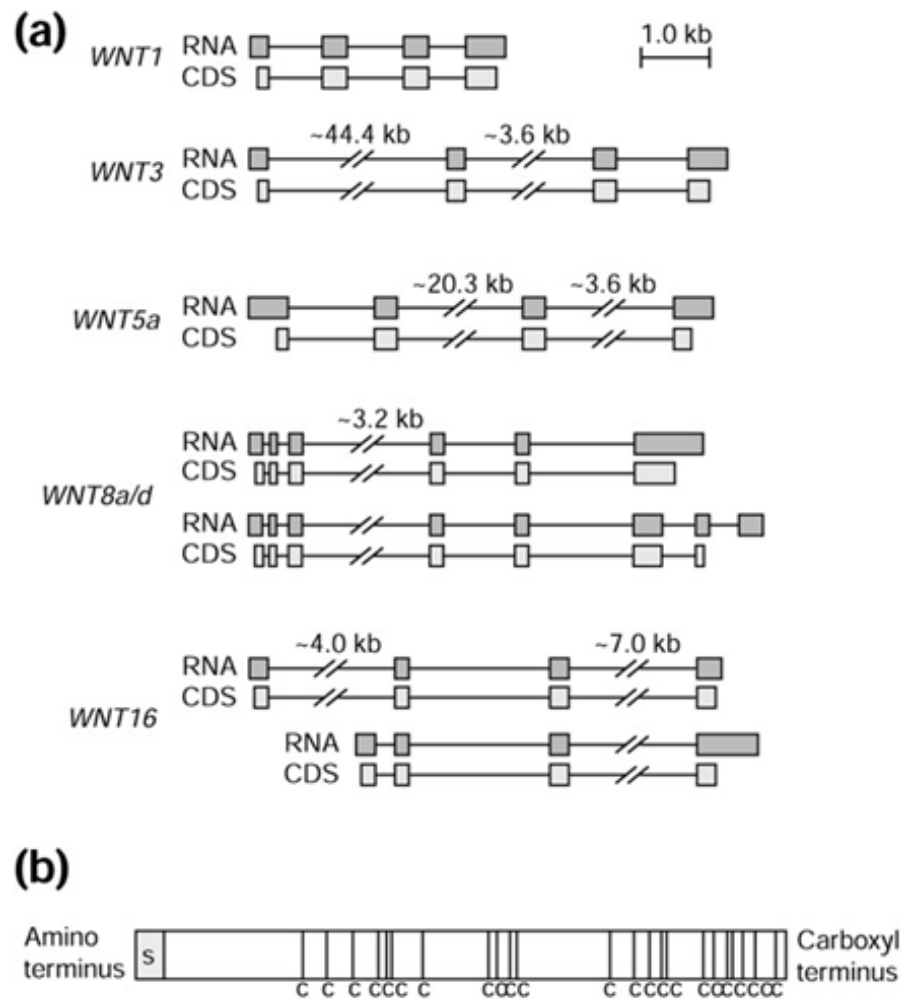 (a)
WNT1
RNA
CDS
1.0 kb
WNT3
~44.4 kb
~3.6 kb
RNA
CDS
WNT5a
~20.3 kb
~3.6 kb
RNA
CDS
WNT8a/d
~3.2 kb
RNA
CDS
RNA
CDS
WNT16
~4.0 kb
~7.0 kb
RNA
CDS
RNA
CDS
(b)
Amino
terminus
S
Carboxyl
terminus
C C C CCC C CCCC C CCCC CCCCCCC